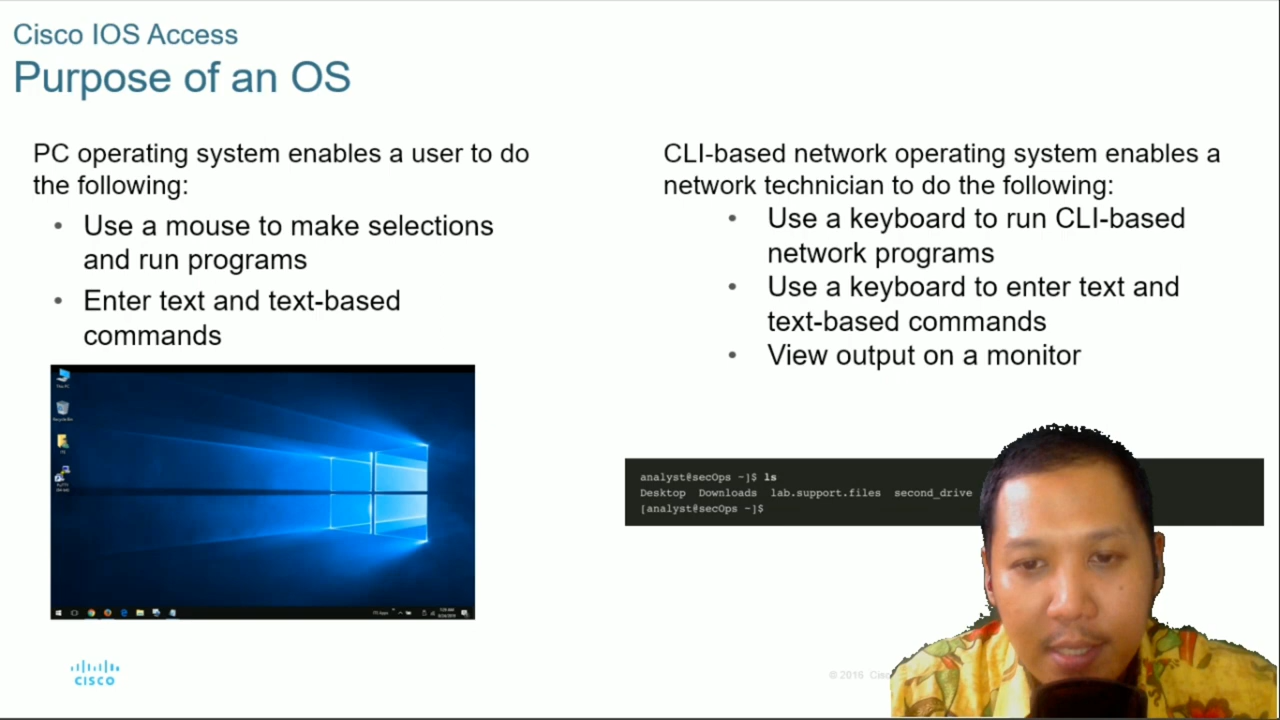 Cisco IOS Access
Purpose of an OS
PC operating system enables a user to do
the following:
• Use a mouse to make selections
and run programs
• Enter text and text-based
commands
CLI-based network operating system enables a
network technician to do the following:
• Use a keyboard to run CLI-based
network programs
• Use a keyboard to enter text and
text-based commands
• View output on a monitor
analyst@secOps ~]$ ls
Desktop Downloads lab.support.files second_drive
[analyst@secOps ~]$
CISCO
© 2016